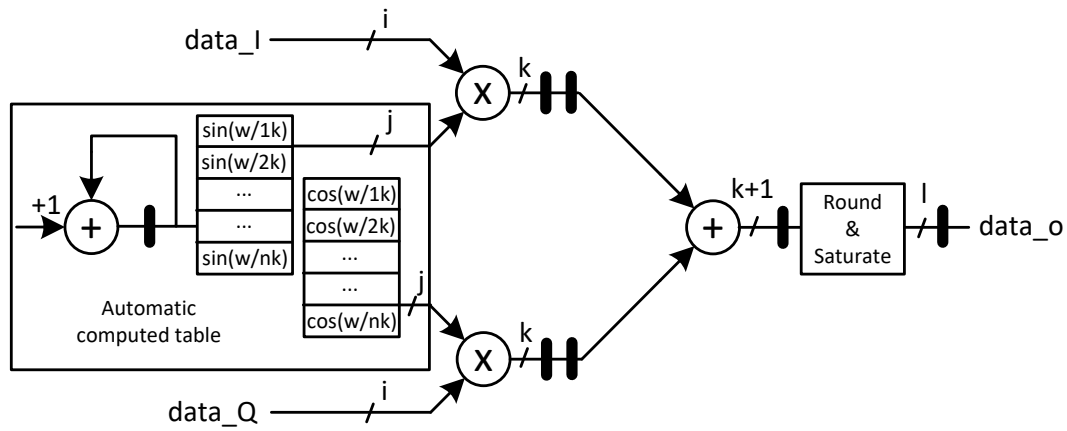 data_I
i
X
k
+1
+
sin(w/1k)
sin(w/2k)
...
...
sin(w/nk)
j
cos(w/1k)
cos(w/2k)
...
...
cos(w/nk)
j
Automatic
computed table
data_Q
i
X
k
+
k+1
Round
&
Saturate
l
data_o